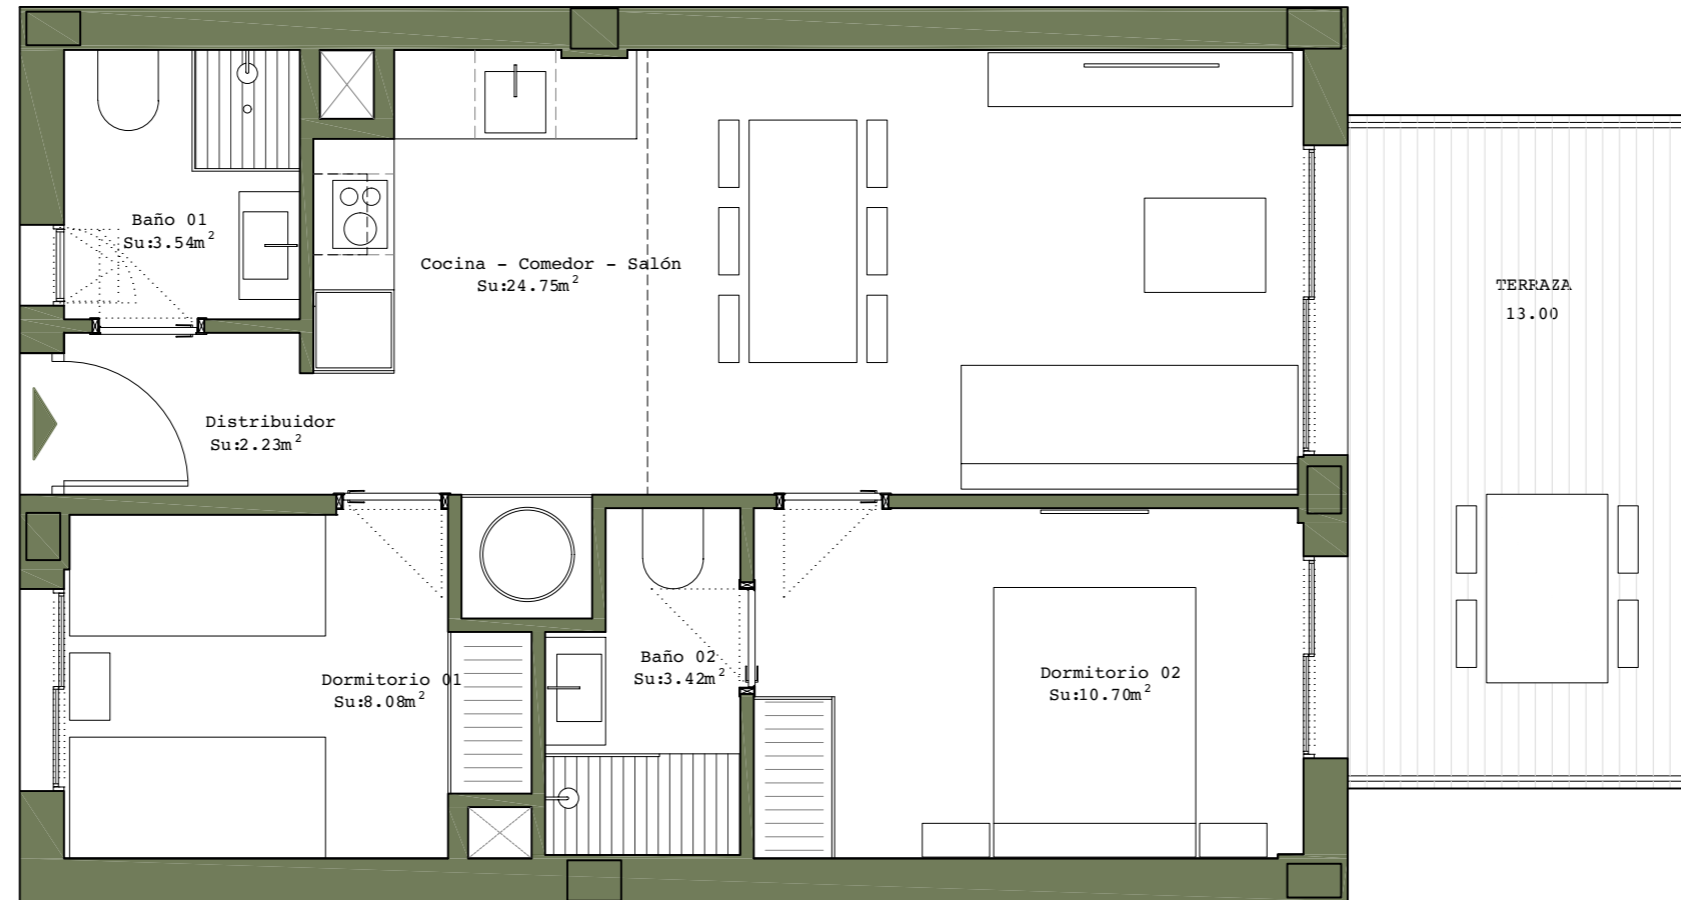 Baño 01
Su:3.54m²
Cocina - Comedor - Salón
Su:24.75m²
TERRAZA
13.00
Distribuidor
Su:2.23m²
Dormitorio 01
Su:8.08m²
Baño 02
Su:3.42m²
Dormitorio 02
Su:10.70m²